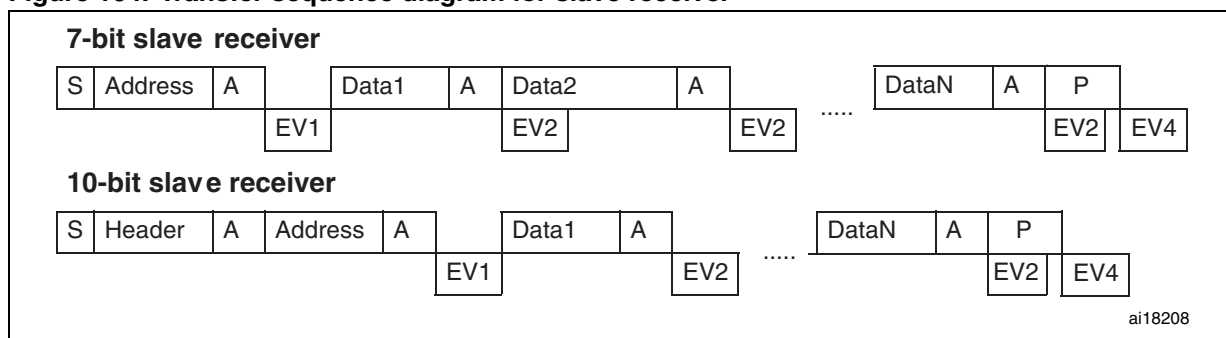 7-bit slave receiver
S Address A Data1 A Data2 A ..... DataN A P
EV1 EV2 EV2 EV2 EV4
10-bit slave receiver
S Header A Address A Data1 A ..... DataN A P
EV1 EV2 EV2 EV4
ai18208